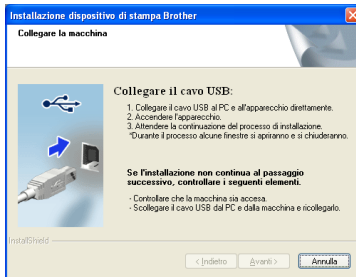 Installazione dispositivo di stampa Brother
Collegare la macchina
Collegare il cavo USB:
1. Collegare il cavo USB al PC e all'apparecchio direttamente.
2. Accendere l'apparecchio.
3. Attendere la continuazione del processo di installazione.
*Durante il processo alcune finestre si apriranno e si chiuderanno.
Se l'installazione non continua al passaggio
successivo, controllare i seguenti elementi.
- Controllare che la macchina sia accesa.
- Scollegare il cavo USB dal PC e dalla macchina e ricollegarlo.
InstallShield
< Indietro
Avanti >
Annulla